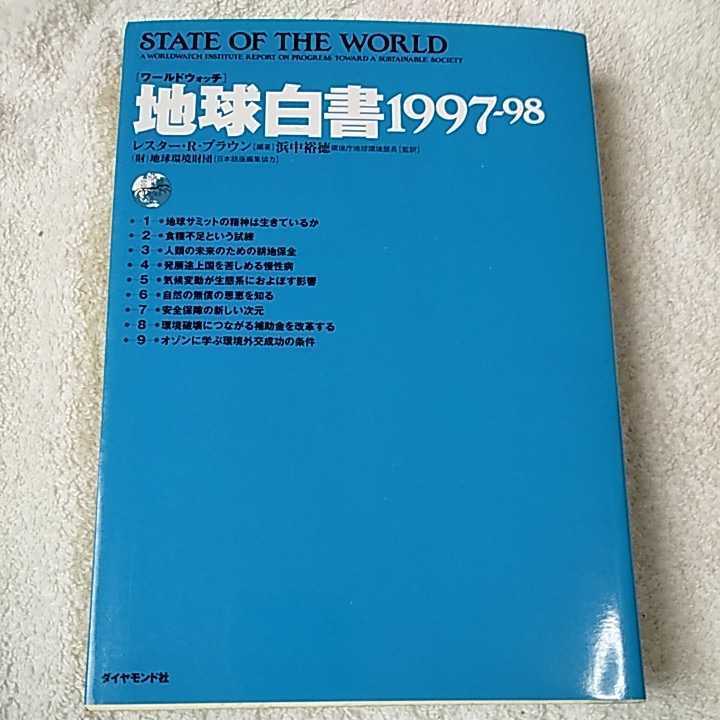 STATE OF THE WORLD
A WORLDWATCH INSTITUTE REPORT ON PROGRESS TOWARD A SUSTAINABLE SOCIETY
[ワールドウォッチ]
地球白書1997-98
レスター・R・ブラウン[編著]浜中裕徳 環境庁地球環境部長[監訳]
(財)地球環境財団[日本語版編集協力]
1 地球サミットの精神は生きているか
2 食糧不足という試練
3 人類の未来のための耕地保全
4 発展途上国を苦しめる慢性病
5 気候変動が生態系におよぼす影響
6 自然の無償の恩恵を知る
7 安全保障の新しい次元
8 環境破壊につながる補助金を改革する
9 オゾンに学ぶ環境外交成功の条件
ダイヤモンド社